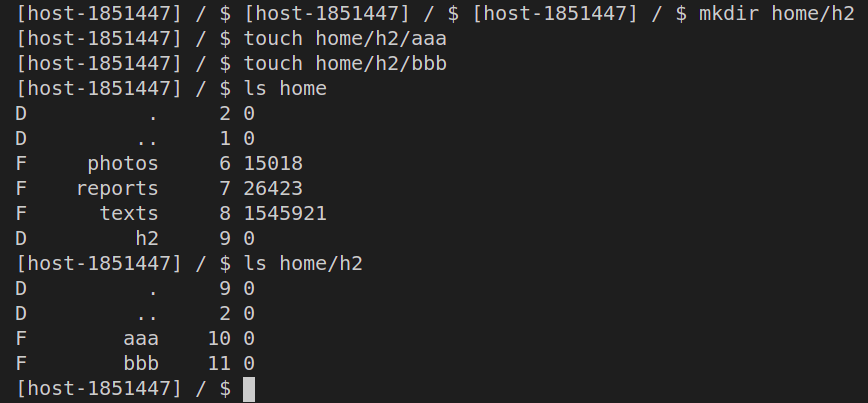 [host-1851447] / $ [host-1851447] / $ [host-1851447] / $ mkdir home/h2
[host-1851447] / $ touch home/h2/aaa
[host-1851447] / $ touch home/h2/bbb
[host-1851447] / $ ls home
D          .     2 0
D         ..     1 0
F     photos     6 15018
F    reports     7 26423
F      texts     8 1545921
D         h2     9 0
[host-1851447] / $ ls home/h2
D          .     9 0
D         ..     2 0
F        aaa    10 0
F        bbb    11 0
[host-1851447] / $